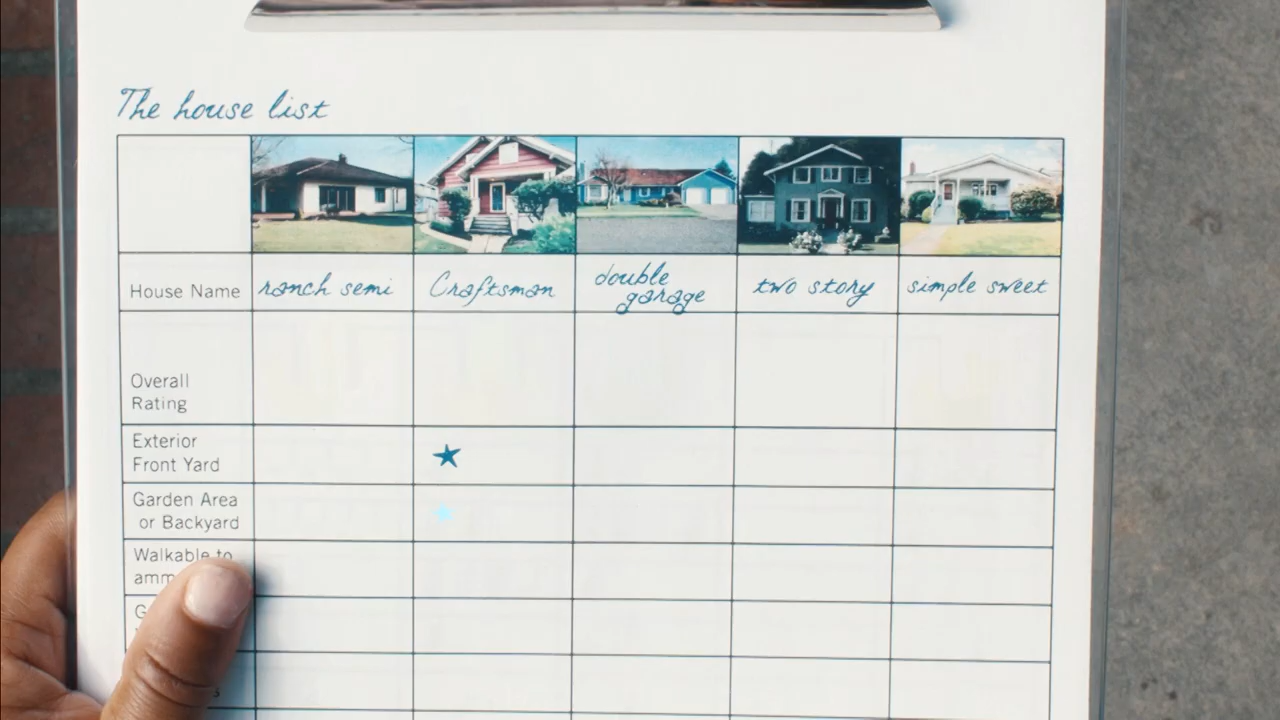 The house list
House Name
ranch semi
Craftsman
double
garage
two story
simple sweet
Overall
Rating
Exterior
Front Yard
Garden Area
or Backyard
Walkable to